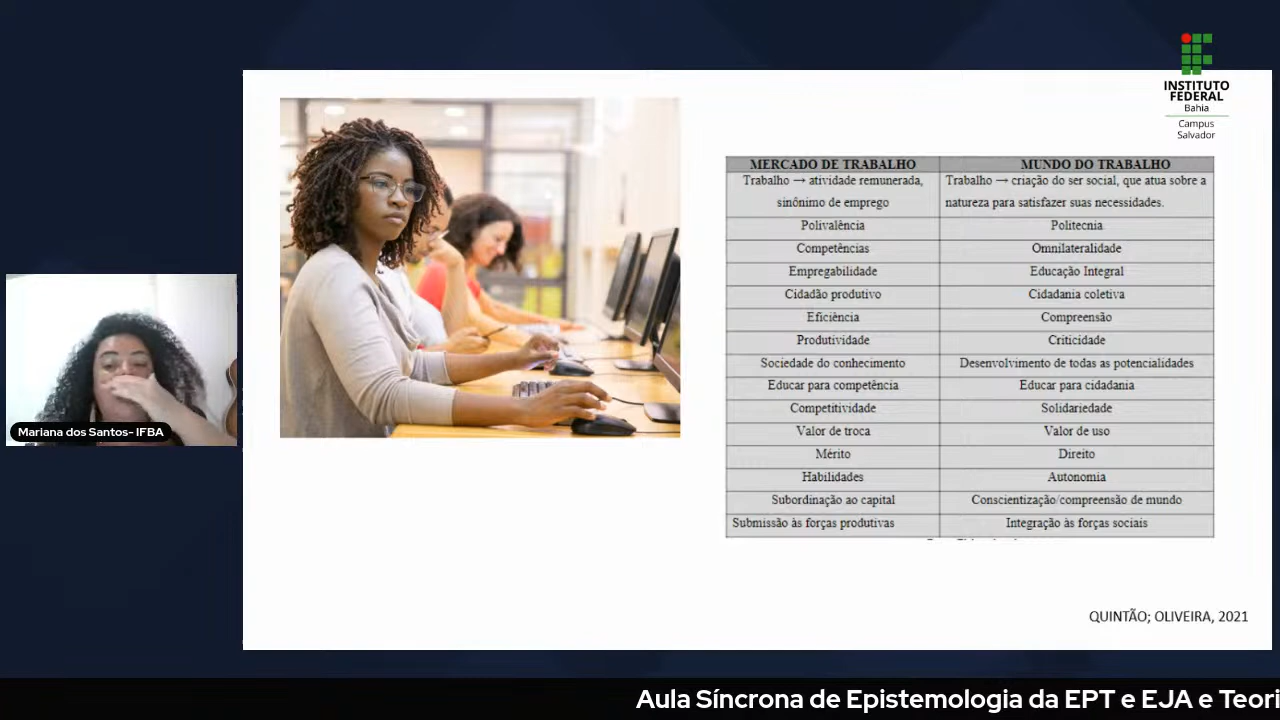 INSTITUTO
FEDERAL
Bahia
Campus
Salvador
MERCADO DE TRABALHO
MUNDO DO TRABALHO
Trabalho → atividade remunerada,
sinônimo de emprego
Trabalho → criação do ser social, que atua sobre a
natureza para satisfazer suas necessidades.
Polivalência
Politecnia
Competências
Omnilateralidade
Empregabilidade
Educação Integral
Cidadão produtivo
Cidadania coletiva
Eficiência
Compreensão
Produtividade
Criticidade
Sociedade do conhecimento
Desenvolvimento de todas as potencialidades
Educar para competência
Educar para cidadania
Competitividade
Solidariedade
Valor de troca
Valor de uso
Mérito
Direito
Habilidades
Autonomia
Subordinação ao capital
Conscientização/compreensão de mundo
Submissão às forças produtivas
Integração às forças sociais
Mariana dos Santos- IFBA
QUINTÃO; OLIVEIRA, 2021
Aula Síncrona de Epistemologia da EPT e EJA e Teori